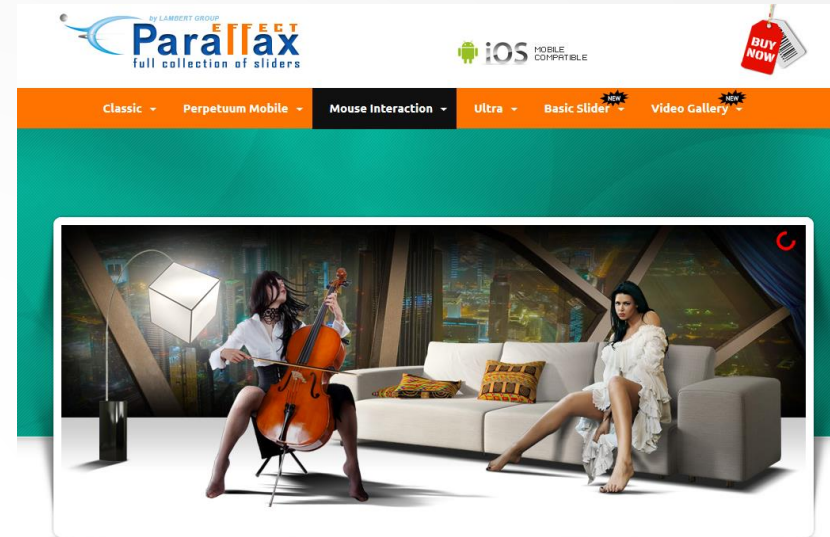 by LAMBERT GROUP
EFFECT
Parallax
full collection of sliders
iOS MOBILE COMPATIBLE
BUY NOW
Classic
Perpetuum Mobile
Mouse Interaction
Ultra
Basic Slider NEW
Video Gallery NEW